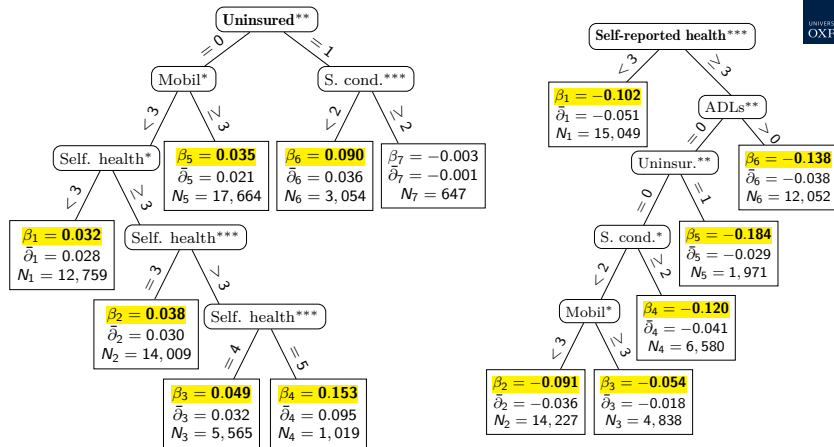 Uninsured**
= 0
= 1
Mobil*
S. cond.***
< 3
≥ 3
< 2
≥ 2
Self. health*
β₅ = 0.035
∂̄₅ = 0.021
N₅ = 17, 664
β₆ = 0.090
∂̄₆ = 0.036
N₆ = 3, 054
β₇ = −0.003
∂̄₇ = −0.001
N₇ = 647
< 3
≥ 3
β₁ = 0.032
∂̄₁ = 0.028
N₁ = 12, 759
Self. health***
= 3
> 3
β₂ = 0.038
∂̄₂ = 0.030
N₂ = 14, 009
Self. health***
= 4
= 5
β₃ = 0.049
∂̄₃ = 0.032
N₃ = 5, 565
β₄ = 0.153
∂̄₄ = 0.095
N₄ = 1, 019
Self-reported health***
< 3
≥ 3
β₁ = −0.102
∂̄₁ = −0.051
N₁ = 15, 049
ADLs**
= 0
> 0
Uninsur.**
β₆ = −0.138
∂̄₆ = −0.038
N₆ = 12, 052
= 0
= 1
S. cond.*
β₅ = −0.184
∂̄₅ = −0.029
N₅ = 1, 971
< 2
≥ 2
Mobil*
β₄ = −0.120
∂̄₄ = −0.041
N₄ = 6, 580
< 3
≥ 3
β₂ = −0.091
∂̄₂ = −0.036
N₂ = 14, 227
β₃ = −0.054
∂̄₃ = −0.018
N₃ = 4, 838